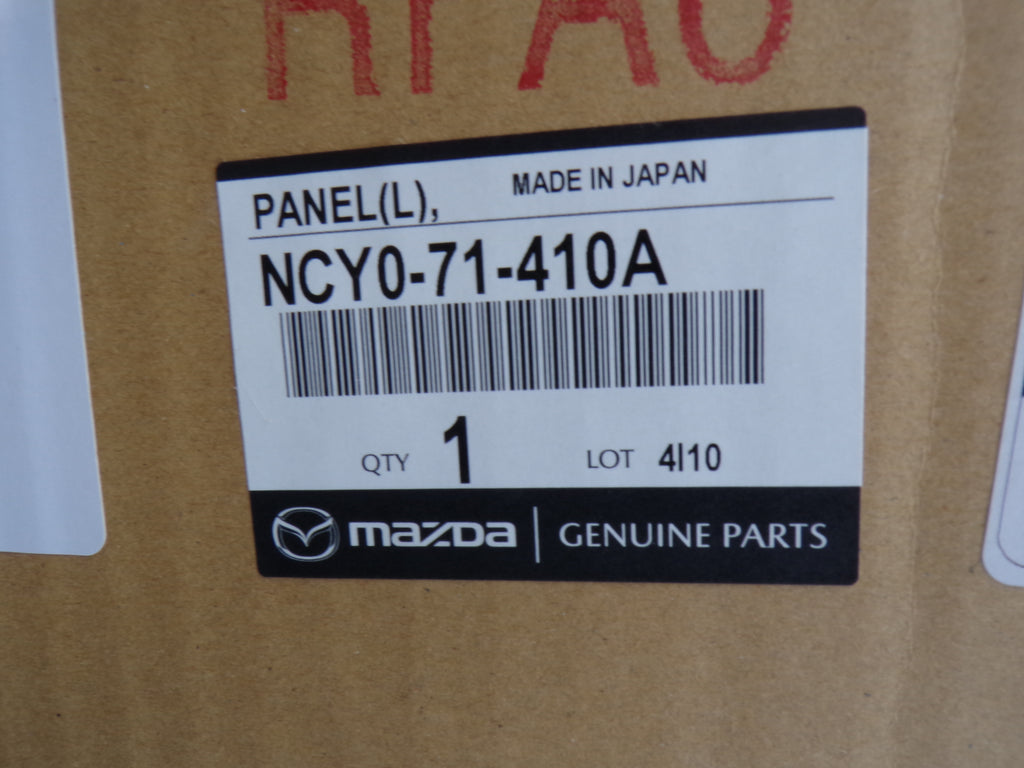 PANEL(L), MADE IN JAPAN
NCY0-71-410A
QTY 1 LOT 4I10
mazda GENUINE PARTS